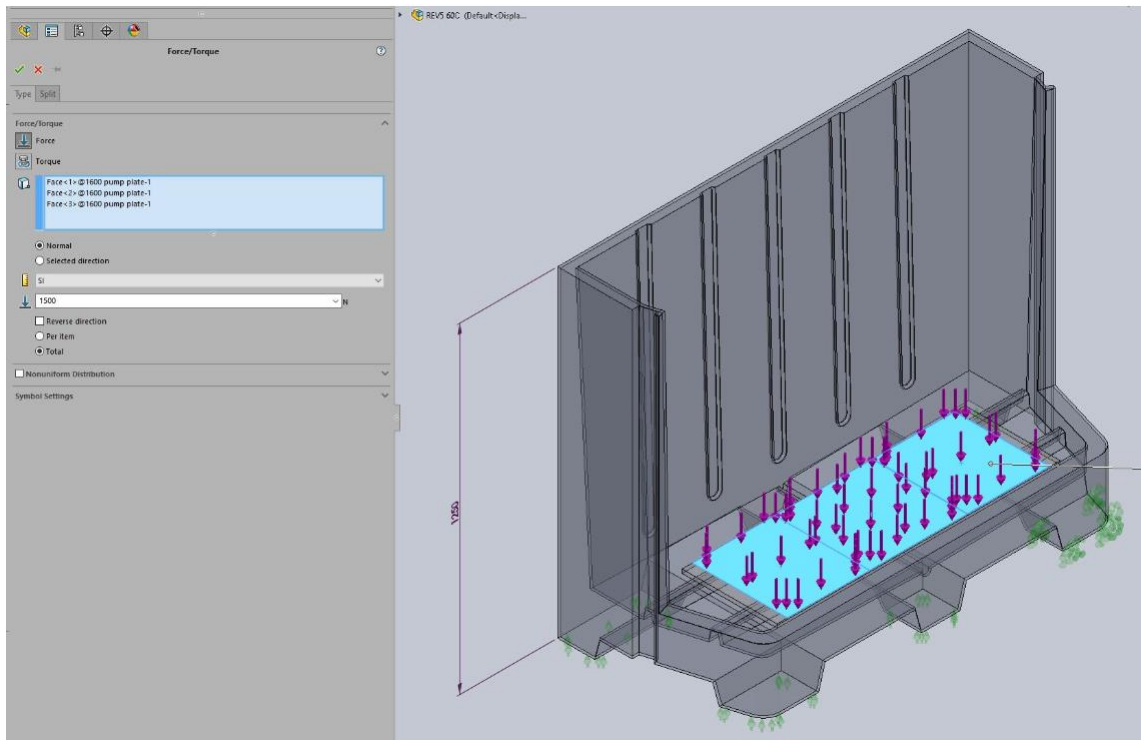 REV5 60C (Default<Displa...
Force/Torque
Type Split
Force/Torque
Force
Torque
Face<1>@1600 pump plate-1
Face<2>@1600 pump plate-1
Face<3>@1600 pump plate-1
Normal
Selected direction
SI
1500 N
Reverse direction
Per item
Total
Nonuniform Distribution
Symbol Settings
1250